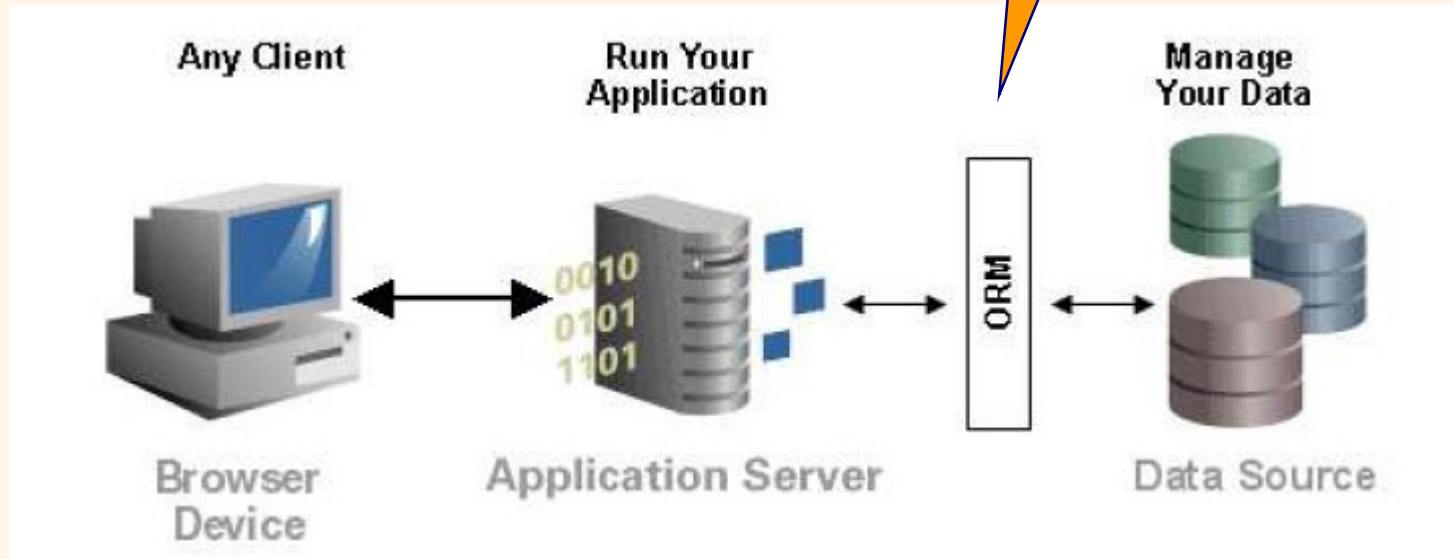 Any Client
Run Your
Application
Manage
Your Data
0010
0101
1101
ORM
Browser
Device
Application Server
Data Source